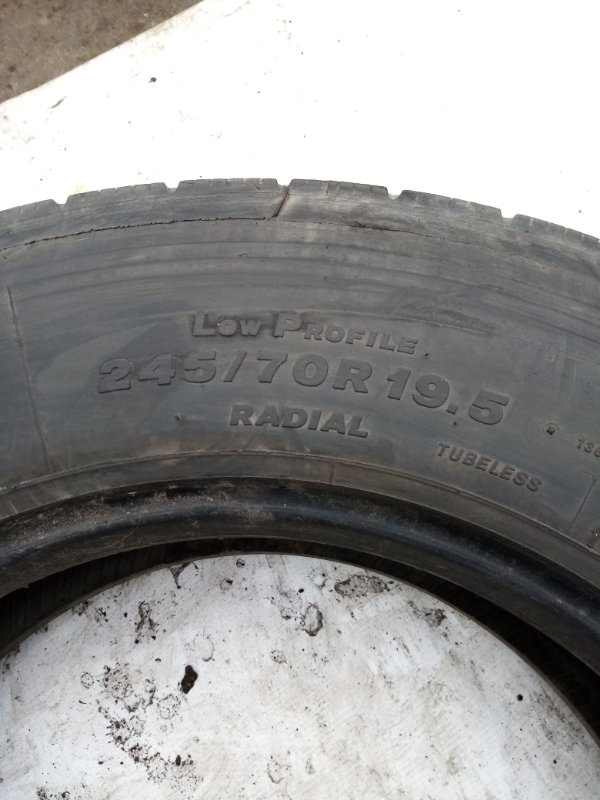 Low Profile
245/70R 19.5
RADIAL
TUBELESS